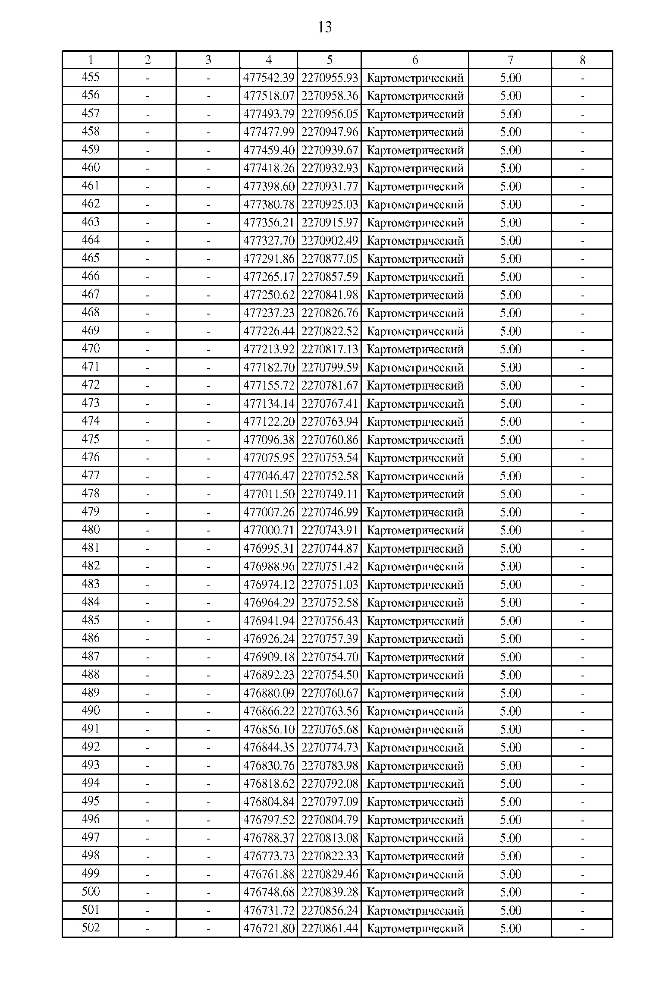 13
1 2 3 4 5 6 7 8
455 - - 477542.39 2270955.93 Картометрический 5.00 -
456 - - 477518.07 2270958.36 Картометрический 5.00 -
457 - - 477493.79 2270956.05 Картометрический 5.00 -
458 - - 477477.99 2270947.96 Картометрический 5.00 -
459 - - 477459.40 2270939.67 Картометрический 5.00 -
460 - - 477418.26 2270932.93 Картометрический 5.00 -
461 - - 477398.60 2270931.77 Картометрический 5.00 -
462 - - 477380.78 2270925.03 Картометрический 5.00 -
463 - - 477356.21 2270915.97 Картометрический 5.00 -
464 - - 477327.70 2270902.49 Картометрический 5.00 -
465 - - 477291.86 2270877.05 Картометрический 5.00 -
466 - - 477265.17 2270857.59 Картометрический 5.00 -
467 - - 477250.62 2270841.98 Картометрический 5.00 -
468 - - 477237.23 2270826.76 Картометрический 5.00 -
469 - - 477226.44 2270822.52 Картометрический 5.00 -
470 - - 477213.92 2270817.13 Картометрический 5.00 -
471 - - 477182.70 2270799.59 Картометрический 5.00 -
472 - - 477155.72 2270781.67 Картометрический 5.00 -
473 - - 477134.14 2270767.41 Картометрический 5.00 -
474 - - 477122.20 2270763.94 Картометрический 5.00 -
475 - - 477096.38 2270760.86 Картометрический 5.00 -
476 - - 477075.95 2270753.54 Картометрический 5.00 -
477 - - 477046.47 2270752.58 Картометрический 5.00 -
478 - - 477011.50 2270749.11 Картометрический 5.00 -
479 - - 477007.26 2270746.99 Картометрический 5.00 -
480 - - 477000.71 2270743.91 Картометрический 5.00 -
481 - - 476995.31 2270744.87 Картометрический 5.00 -
482 - - 476988.96 2270751.42 Картометрический 5.00 -
483 - - 476974.12 2270751.03 Картометрический 5.00 -
484 - - 476964.29 2270752.58 Картометрический 5.00 -
485 - - 476941.94 2270756.43 Картометрический 5.00 -
486 - - 476926.24 2270757.39 Картометрический 5.00 -
487 - - 476909.18 2270754.70 Картометрический 5.00 -
488 - - 476892.23 2270754.50 Картометрический 5.00 -
489 - - 476880.09 2270760.67 Картометрический 5.00 -
490 - - 476866.22 2270763.56 Картометрический 5.00 -
491 - - 476856.10 2270765.68 Картометрический 5.00 -
492 - - 476844.35 2270774.73 Картометрический 5.00 -
493 - - 476830.76 2270783.98 Картометрический 5.00 -
494 - - 476818.62 2270792.08 Картометрический 5.00 -
495 - - 476804.84 2270797.09 Картометрический 5.00 -
496 - - 476797.52 2270804.79 Картометрический 5.00 -
497 - - 476788.37 2270813.08 Картометрический 5.00 -
498 - - 476773.73 2270822.33 Картометрический 5.00 -
499 - - 476761.88 2270829.46 Картометрический 5.00 -
500 - - 476748.68 2270839.28 Картометрический 5.00 -
501 - - 476731.72 2270856.24 Картометрический 5.00 -
502 - - 476721.80 2270861.44 Картометрический 5.00 -